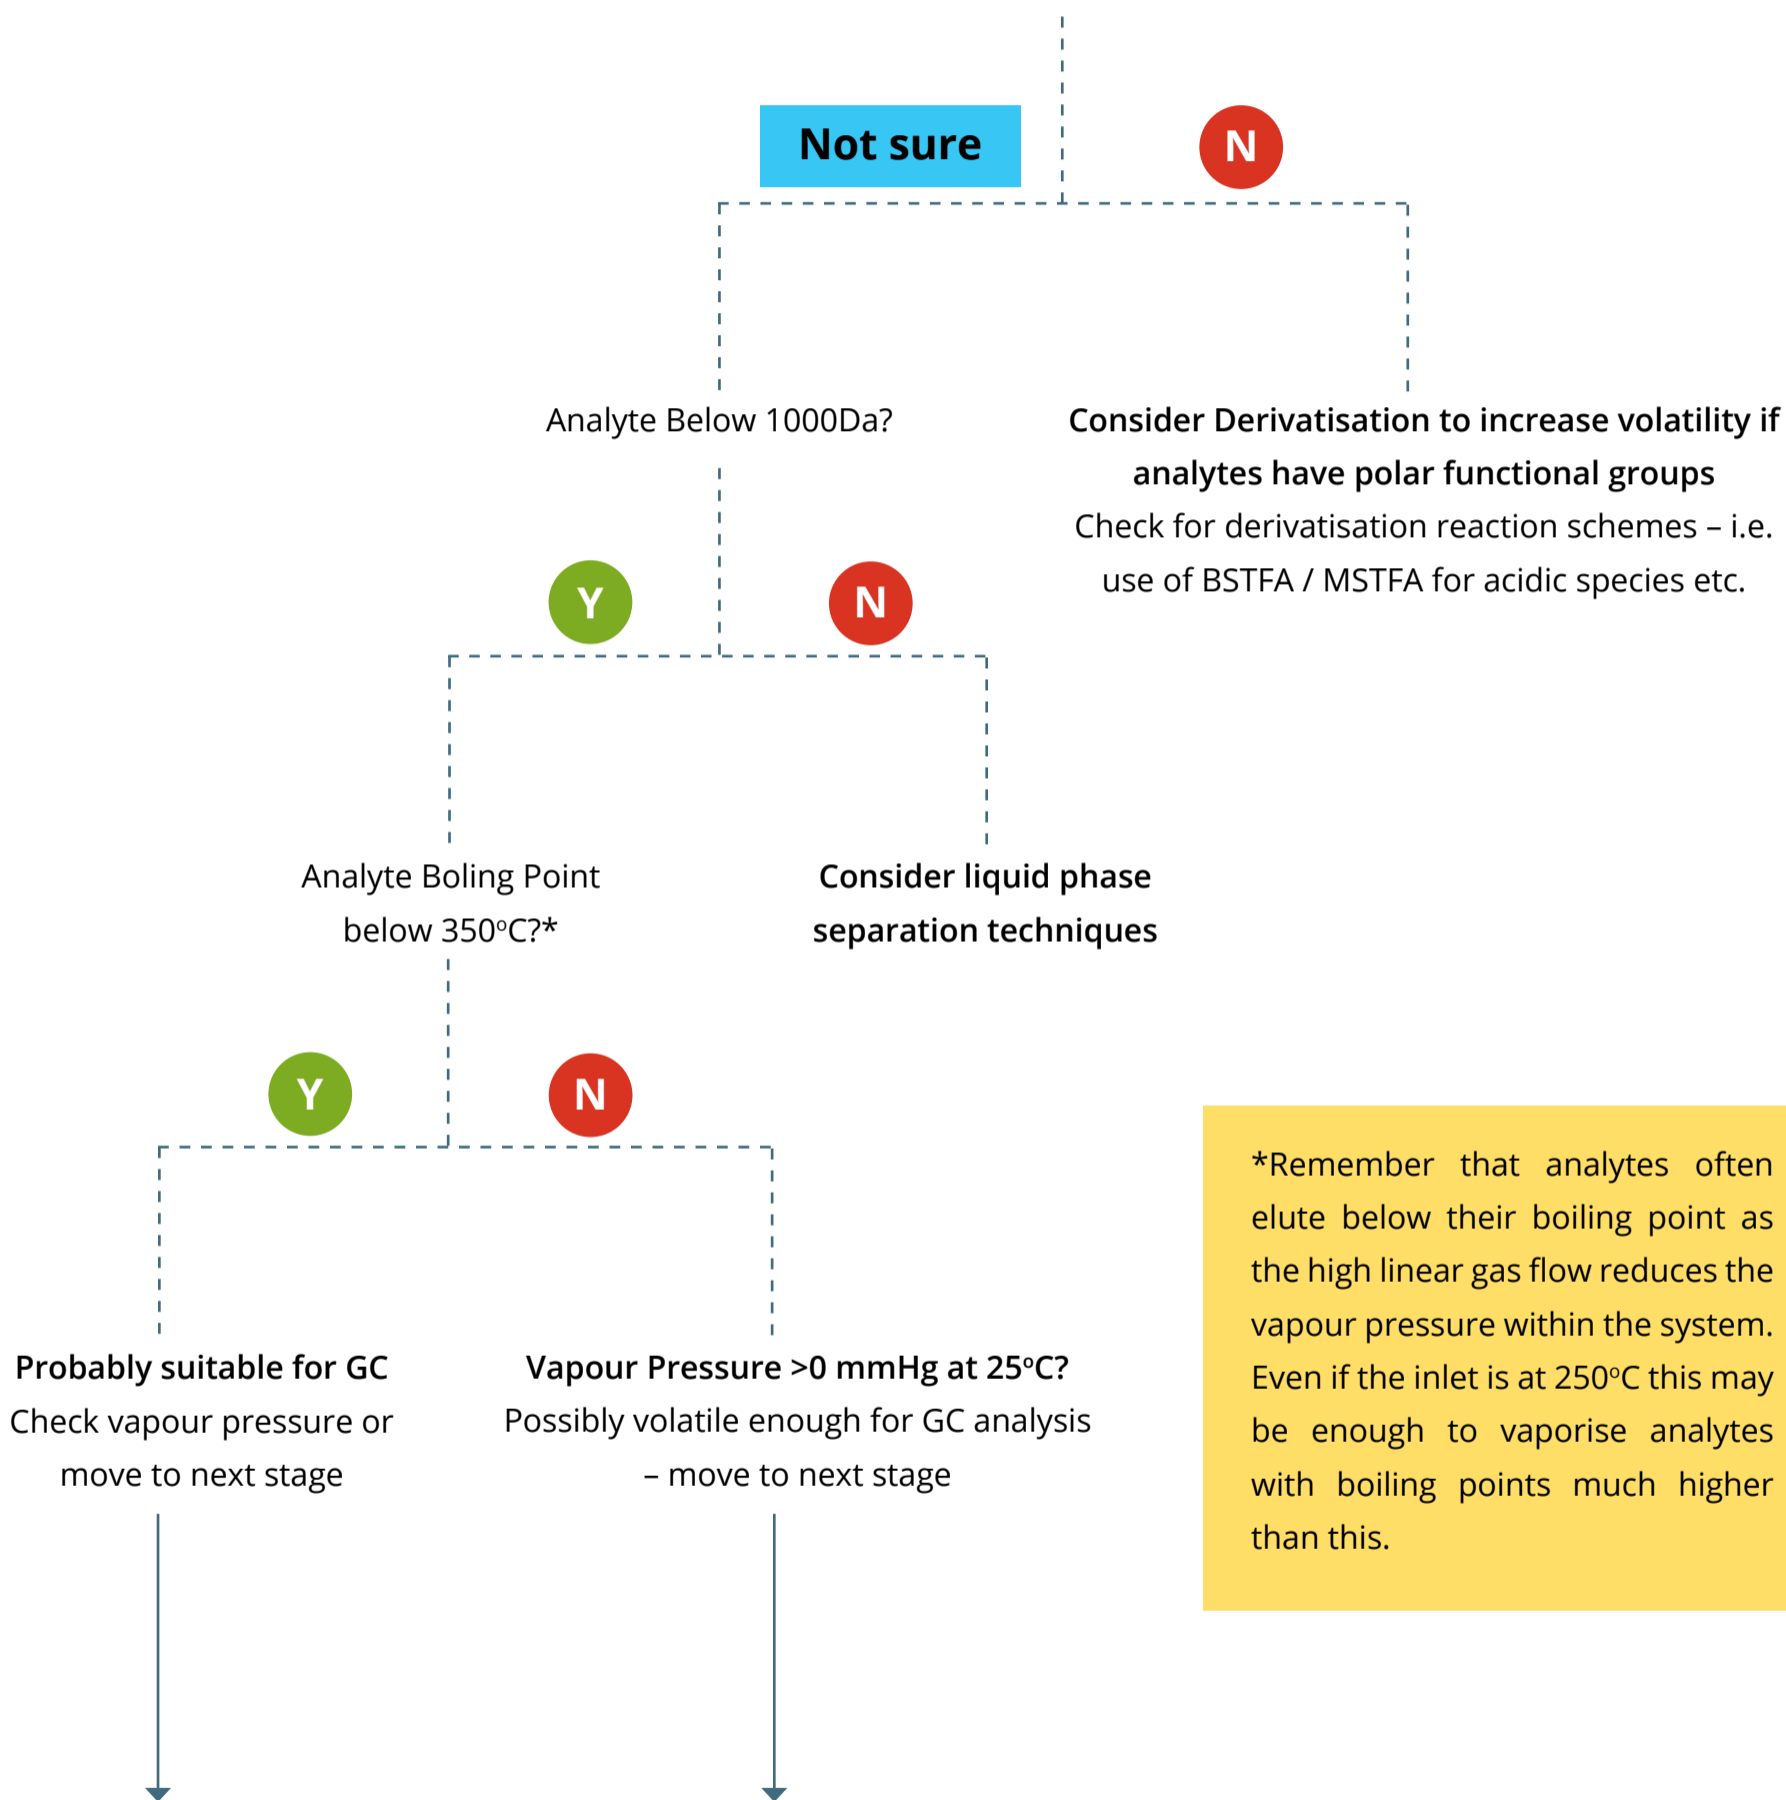 Not sure
N
Analyte Below 1000Da?
Consider Derivatisation to increase volatility if
analytes have polar functional groups
Check for derivatisation reaction schemes – i.e.
use of BSTFA / MSTFA for acidic species etc.
Y
N
Analyte Boling Point
below 350ºC?*
Consider liquid phase
separation techniques
Y
N
Probably suitable for GC
Check vapour pressure or
move to next stage
Vapour Pressure >0 mmHg at 25ºC?
Possibly volatile enough for GC analysis
– move to next stage
*Remember that analytes often
elute below their boiling point as
the high linear gas flow reduces the
vapour pressure within the system.
Even if the inlet is at 250ºC this may
be enough to vaporise analytes
with boiling points much higher
than this.